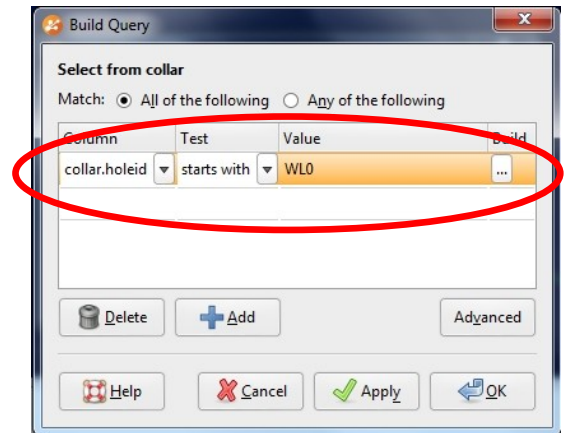 Build Query
Select from collar
Match: All of the following Any of the following
Column Test Value Build
collar.holeid starts with WL0 ...
Delete Add Advanced
Help Cancel Apply OK